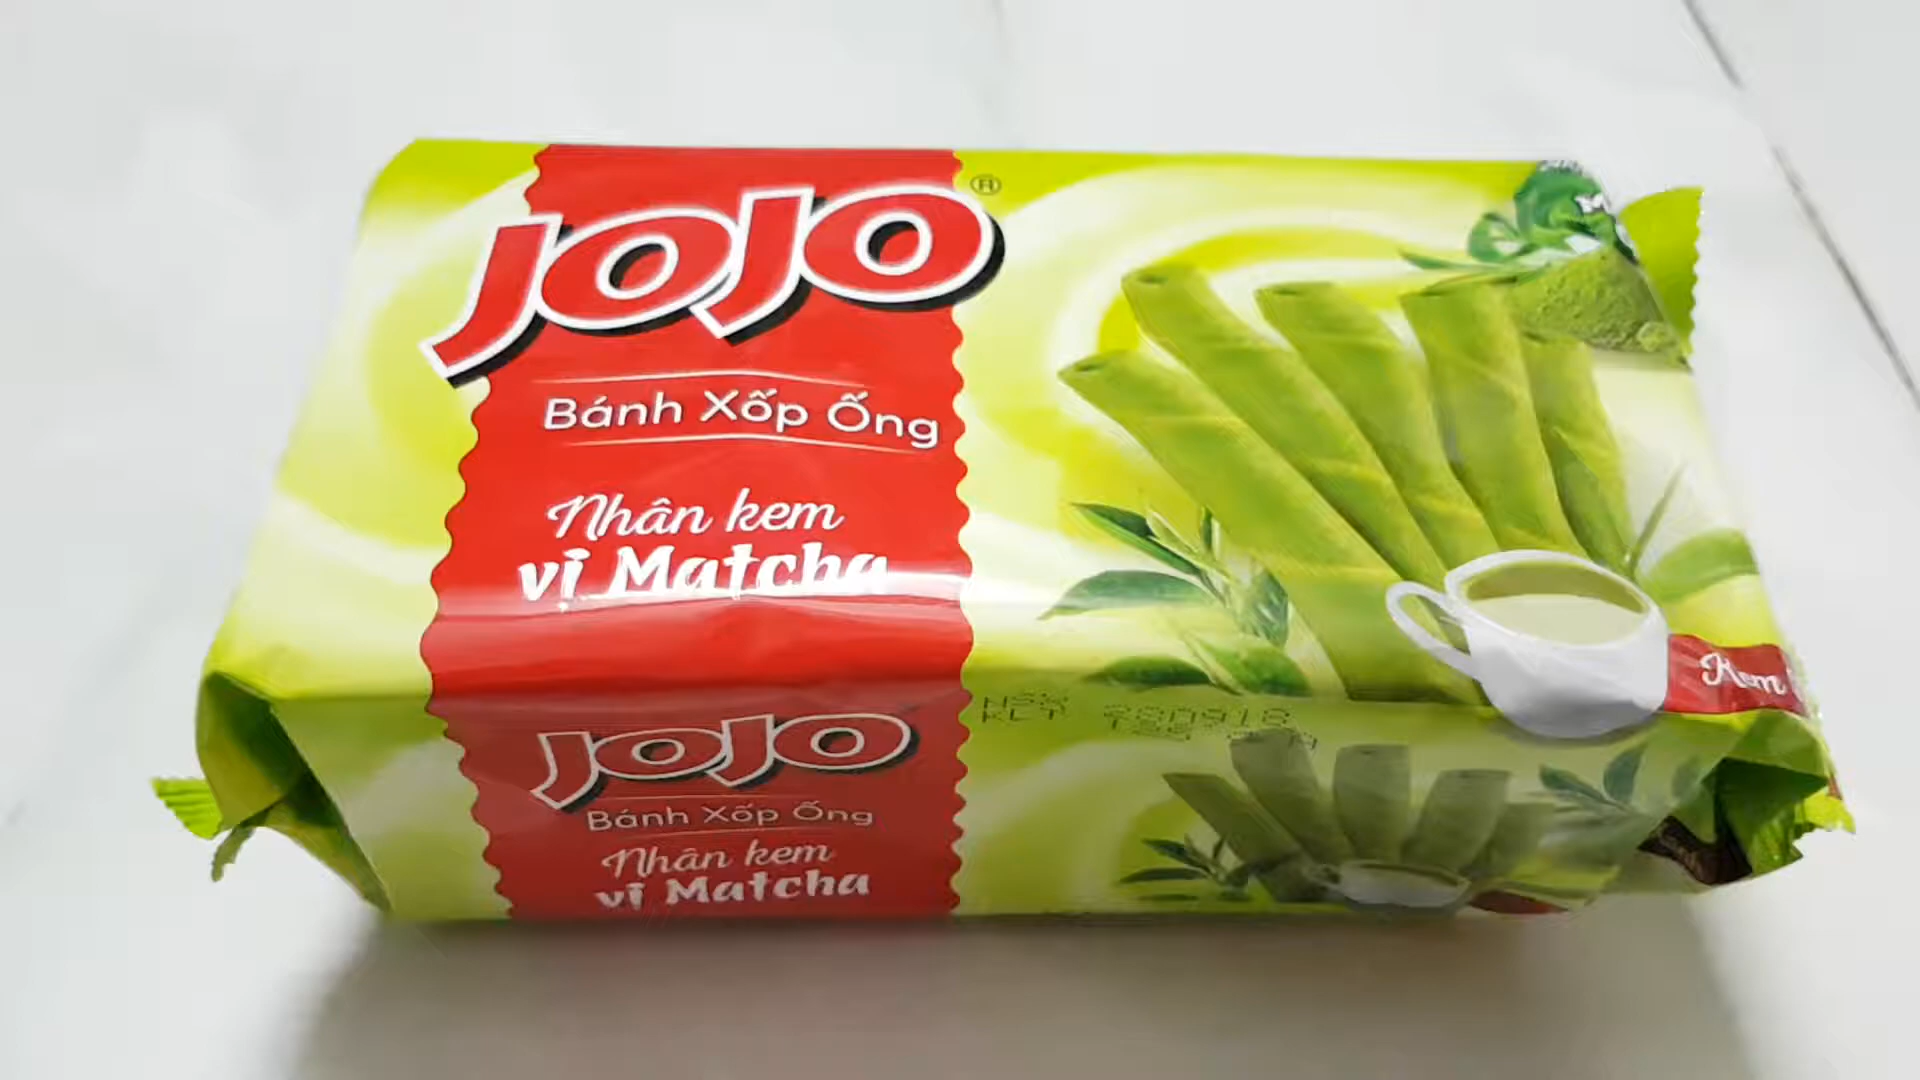 JOJO
®
Bánh Xốp Ống
Nhân kem
vị Matcha
Kem
JOJO
Bánh Xốp Ống
Nhân kem
vị Matcha